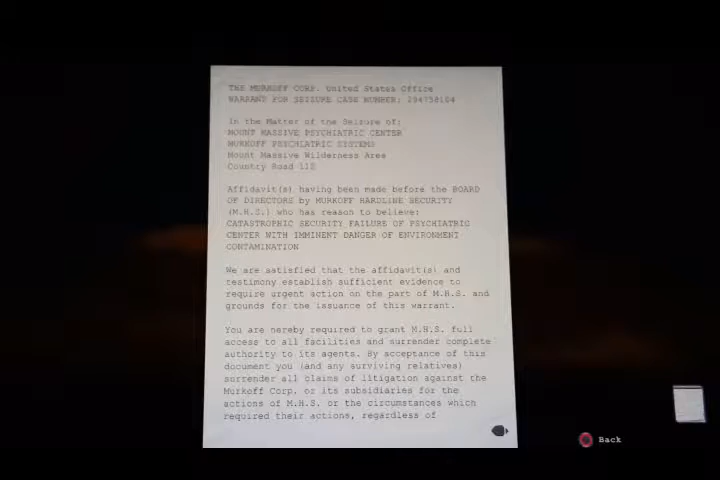 THE MURKOFF CORP. United States Office
WARRANT FOR SEIZURE CASE NUMBER: 294758104
In the Matter of the Seizure of:
MOUNT MASSIVE PSYCHIATRIC CENTER
MURKOFF PSYCHIATRIC SYSTEMS
Mount Massive Wilderness Area
Country Road 112
Affidavit(s) having been made before the BOARD
OF DIRECTORS by MURKOFF HARDLINE SECURITY
(M.H.S.) who has reason to believe:
CATASTROPHIC SECURITY FAILURE OF PSYCHIATRIC
CENTER WITH IMMINENT DANGER OF ENVIRONMENT
CONTAMINATION
We are satisfied that the affidavit(s) and
testimony establish sufficient evidence to
require urgent action on the part of M.H.S. and
grounds for the issuance of this warrant.
You are hereby required to grant M.H.S. full
access to all facilities and surrender complete
authority to its agents. By acceptance of this
document you (and any surviving relatives)
surrender all claims of litigation against the
Murkoff Corp. or its subsidiaries for the
actions of M.H.S. or the circumstances which
required their actions, regardless of
Back